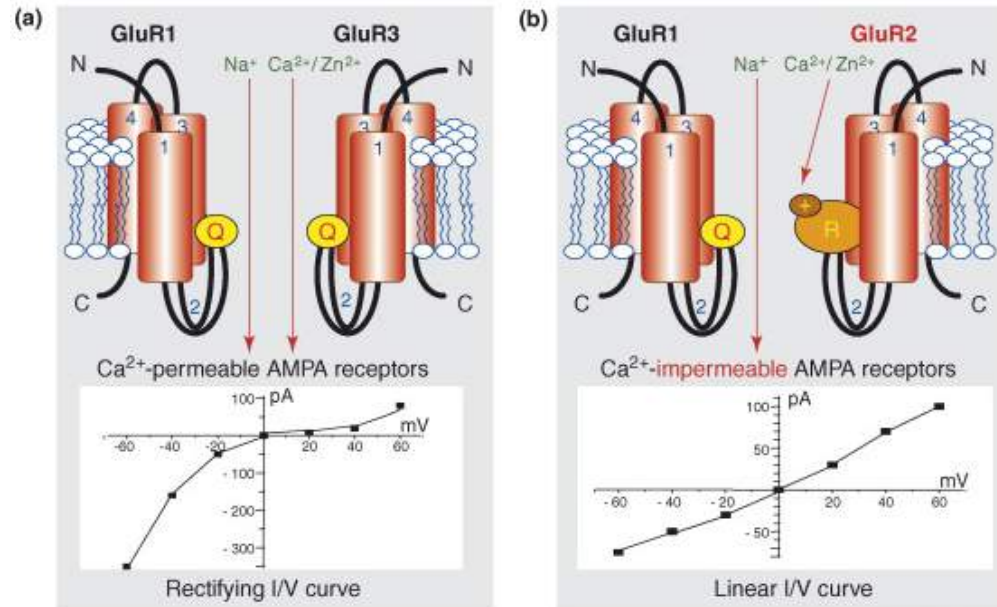 (a)
GluR1 GluR3
Na⁺ Ca²⁺/Zn²⁺
N N
4 3 3 4
1 1
Q Q
2 2
C C
Ca²⁺-permeable AMPA receptors
pA
100
mV
-60 -40 -20 20 40 60
- 100
- 200
- 300
Rectifying I/V curve
(b)
GluR1 GluR2
Na⁺ Ca²⁺/Zn²⁺
N N
4 3 3 4
1 1
+
Q R
2 2
C C
Ca²⁺-impermeable AMPA receptors
pA
100
50
mV
- 60 - 40 - 20 20 40 60
- 50
Linear I/V curve